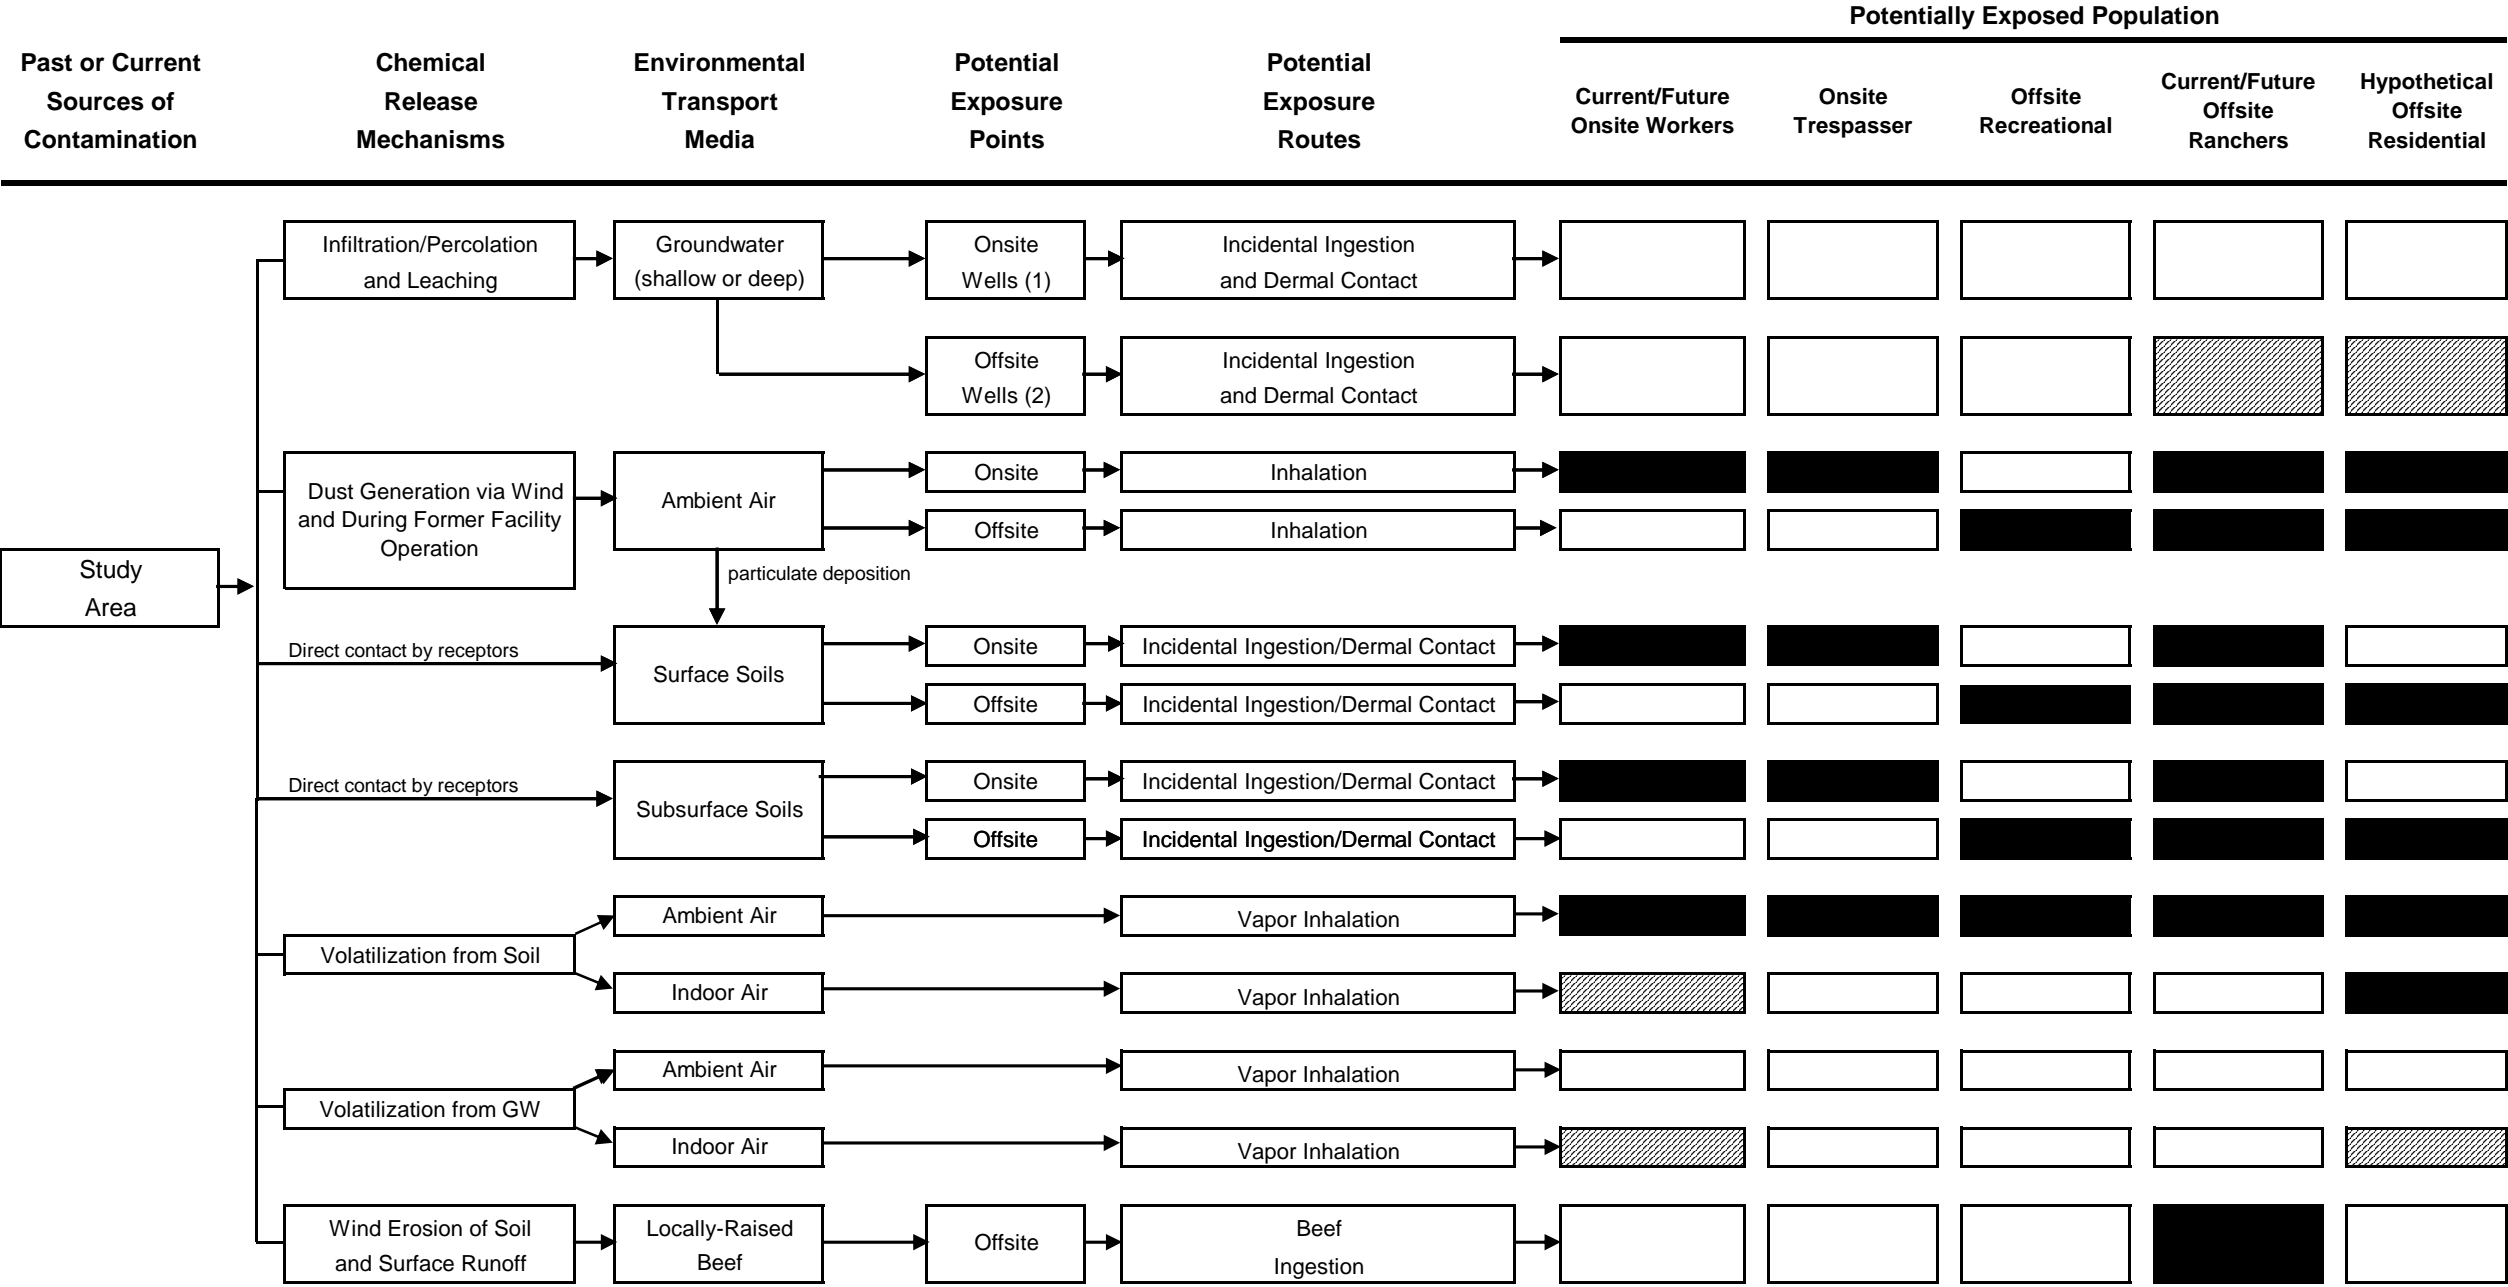 Potentially Exposed Population
Past or Current
Sources of
Contamination
Chemical
Release
Mechanisms
Environmental
Transport
Media
Potential
Exposure
Points
Potential
Exposure
Routes
Current/Future
Onsite Workers
Onsite
Trespasser
Offsite
Recreational
Current/Future
Offsite
Ranchers
Hypothetical
Offsite
Residential
Infiltration/Percolation
and Leaching
Groundwater
(shallow or deep)
Onsite
Wells (1)
Incidental Ingestion
and Dermal Contact
Offsite
Wells (2)
Incidental Ingestion
and Dermal Contact
Dust Generation via Wind
and During Former Facility
Operation
Ambient Air
Onsite
Inhalation
Offsite
Inhalation
Study
Area
particulate deposition
Direct contact by receptors
Surface Soils
Onsite
Incidental Ingestion/Dermal Contact
Offsite
Incidental Ingestion/Dermal Contact
Direct contact by receptors
Subsurface Soils
Onsite
Incidental Ingestion/Dermal Contact
Offsite
Incidental Ingestion/Dermal Contact
Volatilization from Soil
Ambient Air
Vapor Inhalation
Indoor Air
Vapor Inhalation
Volatilization from GW
Ambient Air
Vapor Inhalation
Indoor Air
Vapor Inhalation
Wind Erosion of Soil
and Surface Runoff
Locally-Raised
Beef
Offsite
Beef
Ingestion